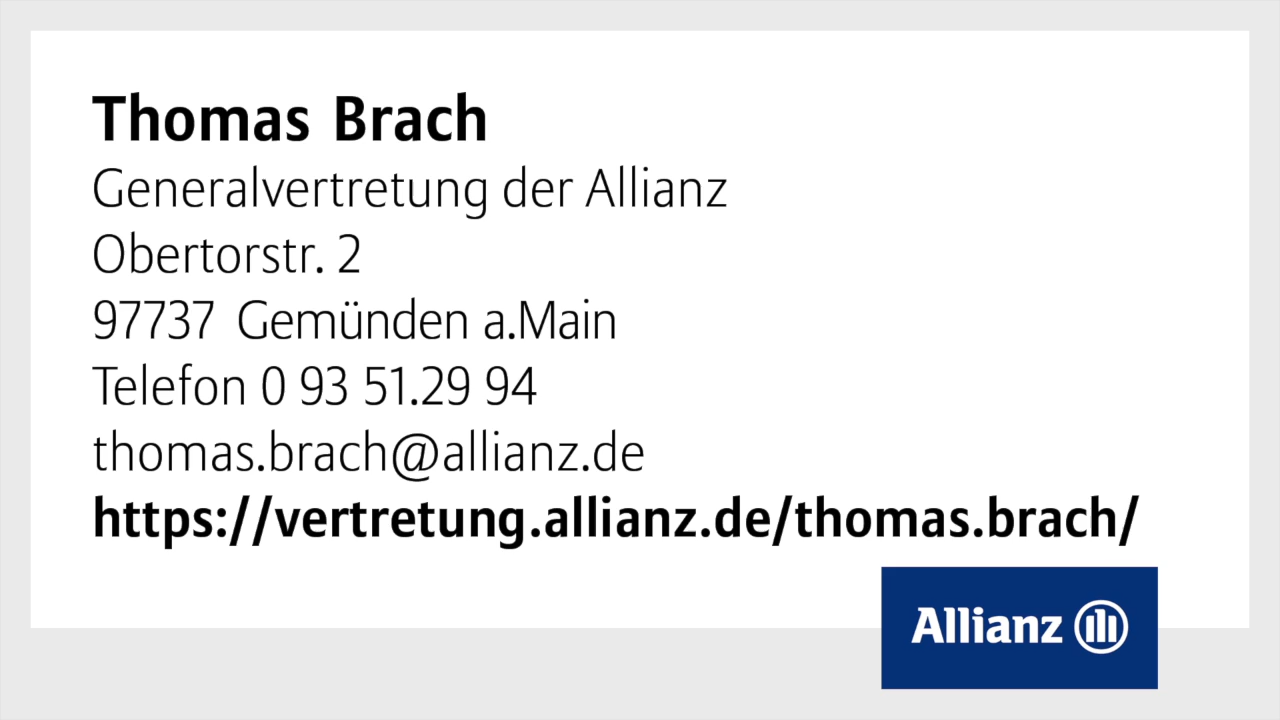 Thomas Brach
Generalvertretung der Allianz
Obertorstr. 2
97737 Gemünden a.Main
Telefon 0 93 51.29 94
thomas.brach@allianz.de
https://vertretung.allianz.de/thomas.brach/
Allianz